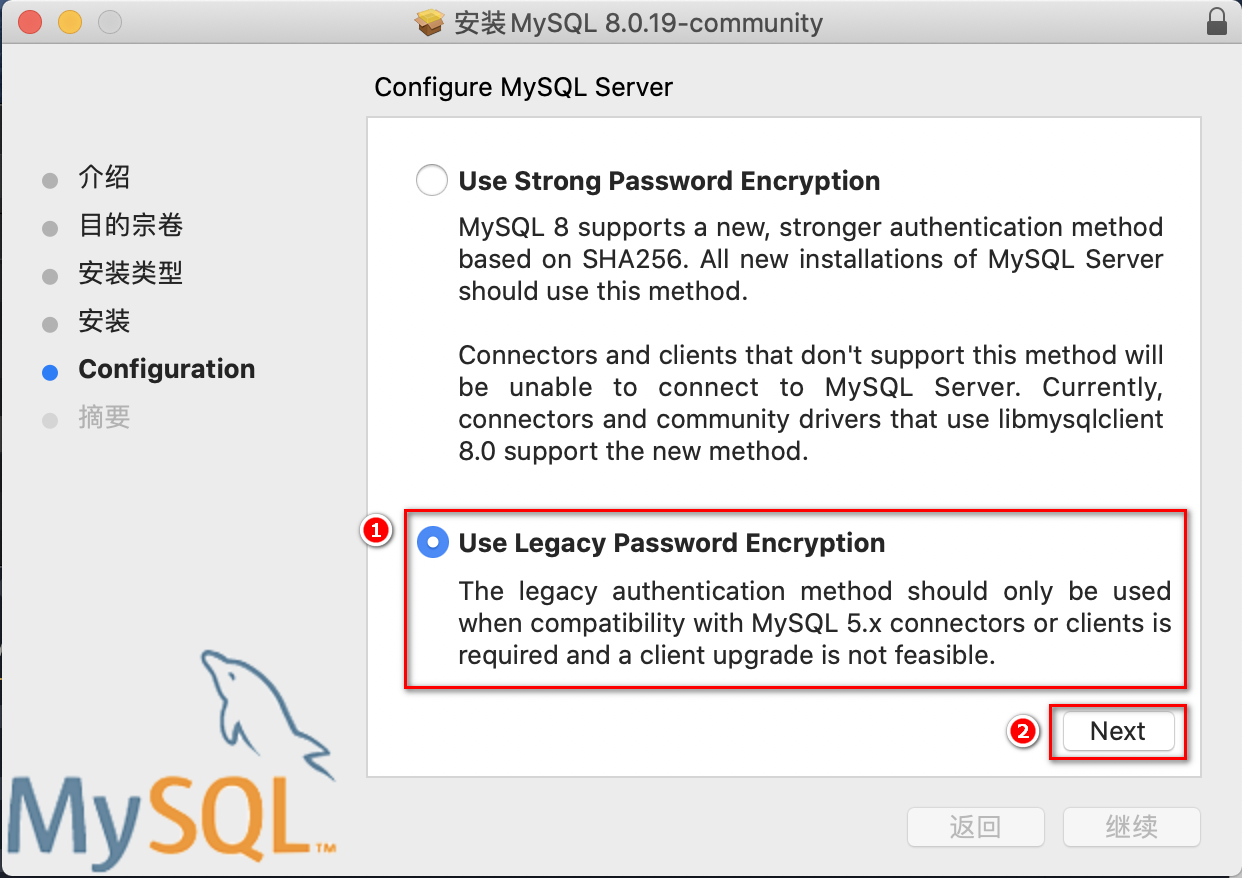 安装MySQL 8.0.19-community
Configure MySQL Server
介绍
目的宗卷
安装类型
安装
Configuration
摘要
Use Strong Password Encryption
MySQL 8 supports a new, stronger authentication method
based on SHA256. All new installations of MySQL Server
should use this method.
Connectors and clients that don't support this method will
be unable to connect to MySQL Server. Currently,
connectors and community drivers that use libmysqlclient
8.0 support the new method.
1
Use Legacy Password Encryption
The legacy authentication method should only be used
when compatibility with MySQL 5.x connectors or clients is
required and a client upgrade is not feasible.
2
Next
MySQL™
返回
继续